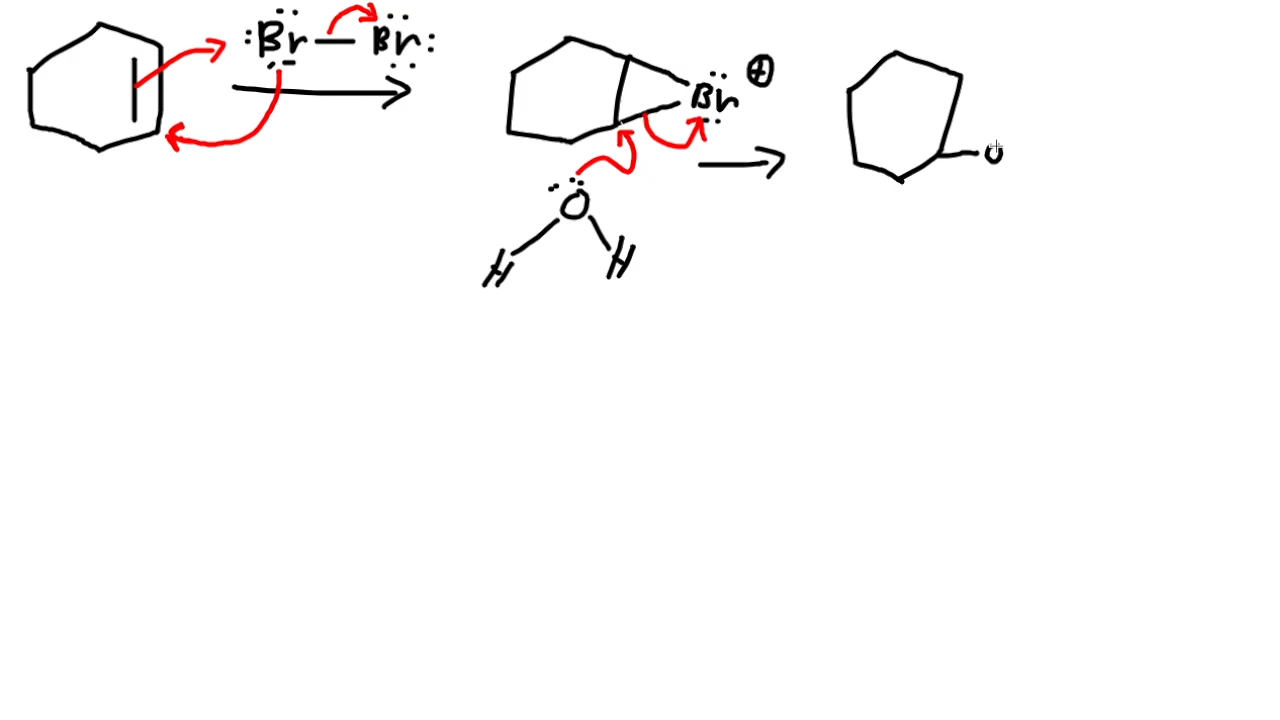 :Br — Br:
Br ⊕
O
O
H H